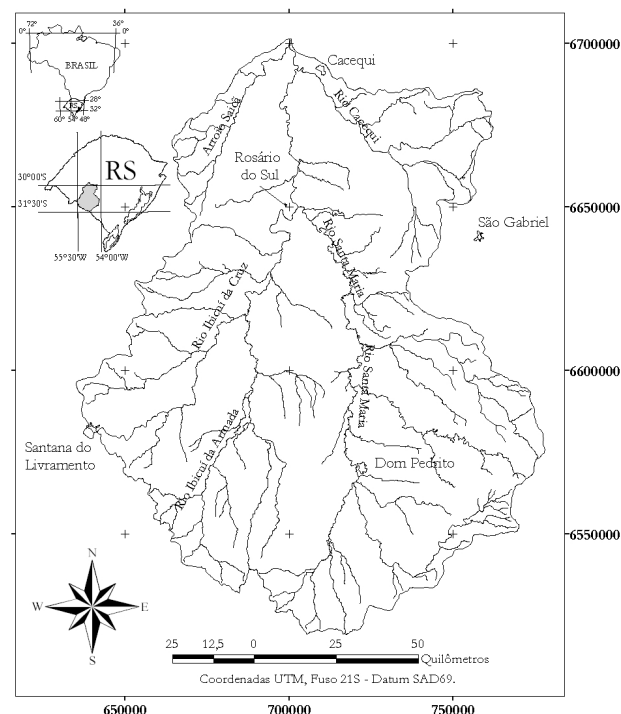 72° 36°
0° 0°
BRASIL
RS
28°
32°
60° 54° 48°
RS
30°00'S
31°30'S
55°30'W 54°00'W
6700000
6650000
6600000
6550000
Cacequi
Rio Cacequi
Arroio Saicã
Rosário
do Sul
São Gabriel
Rio Santa Maria
Rio Ibicuí da Cruz
Rio Santa Maria
Santana do
Livramento
Rio Ibicuí da Armada
Dom Pedrito
N
W E
S
25 12,5 0 25 50
Quilômetros
Coordenadas UTM, Fuso 21S - Datum SAD69.
650000 700000 750000